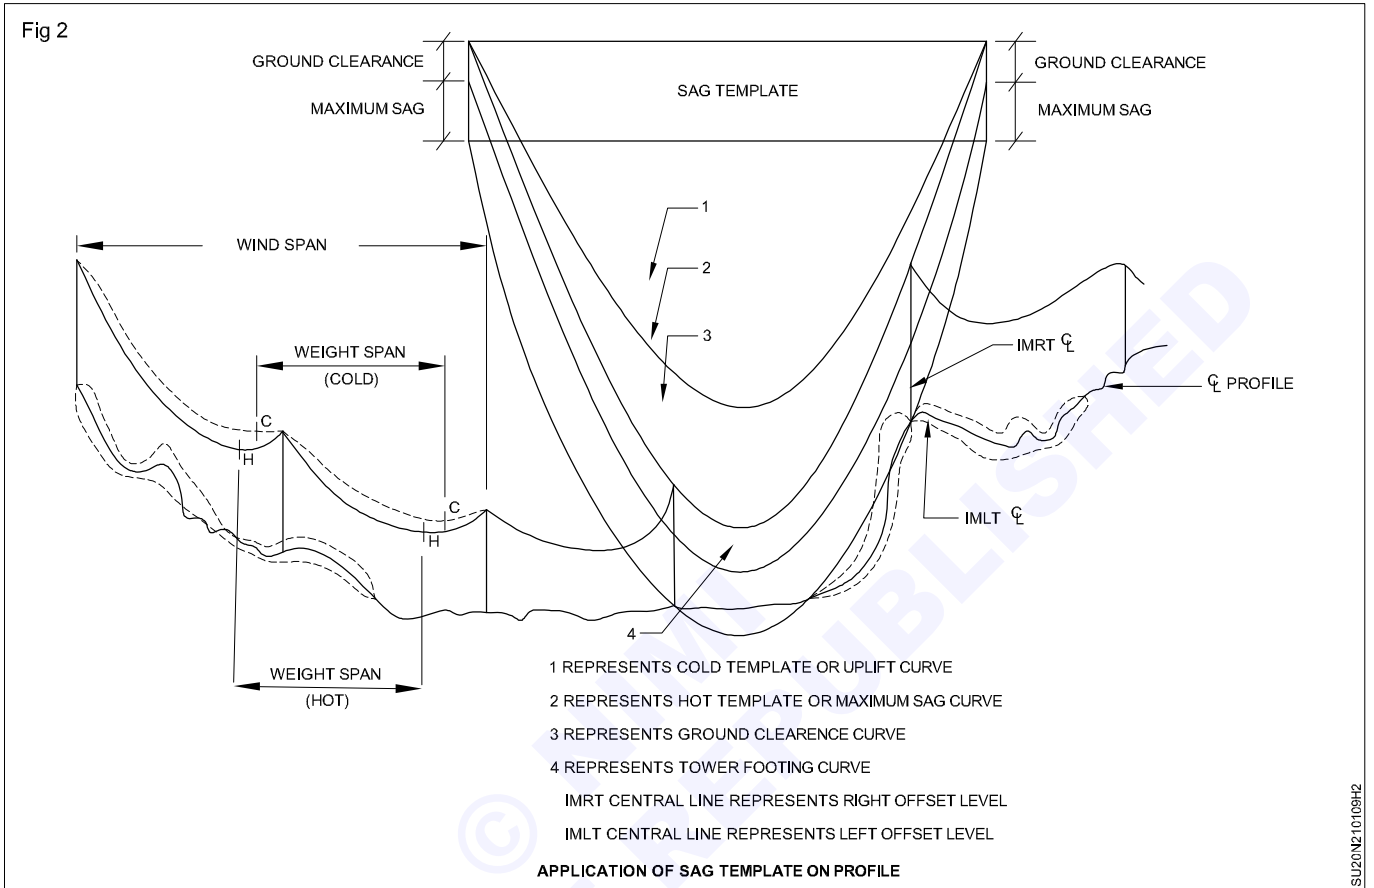 Fig 2
GROUND CLEARANCE
MAXIMUM SAG
SAG TEMPLATE
GROUND CLEARANCE
MAXIMUM SAG
1
2
3
WIND SPAN
WEIGHT SPAN
(COLD)
C
H
C
H
IMRT ℄
℄ PROFILE
IMLT ℄
4
WEIGHT SPAN
(HOT)
1 REPRESENTS COLD TEMPLATE OR UPLIFT CURVE
2 REPRESENTS HOT TEMPLATE OR MAXIMUM SAG CURVE
3 REPRESENTS GROUND CLEARENCE CURVE
4 REPRESENTS TOWER FOOTING CURVE
IMRT CENTRAL LINE REPRESENTS RIGHT OFFSET LEVEL
IMLT CENTRAL LINE REPRESENTS LEFT OFFSET LEVEL
APPLICATION OF SAG TEMPLATE ON PROFILE
SU20N210109H2
© NIMI
REPUBLISHED